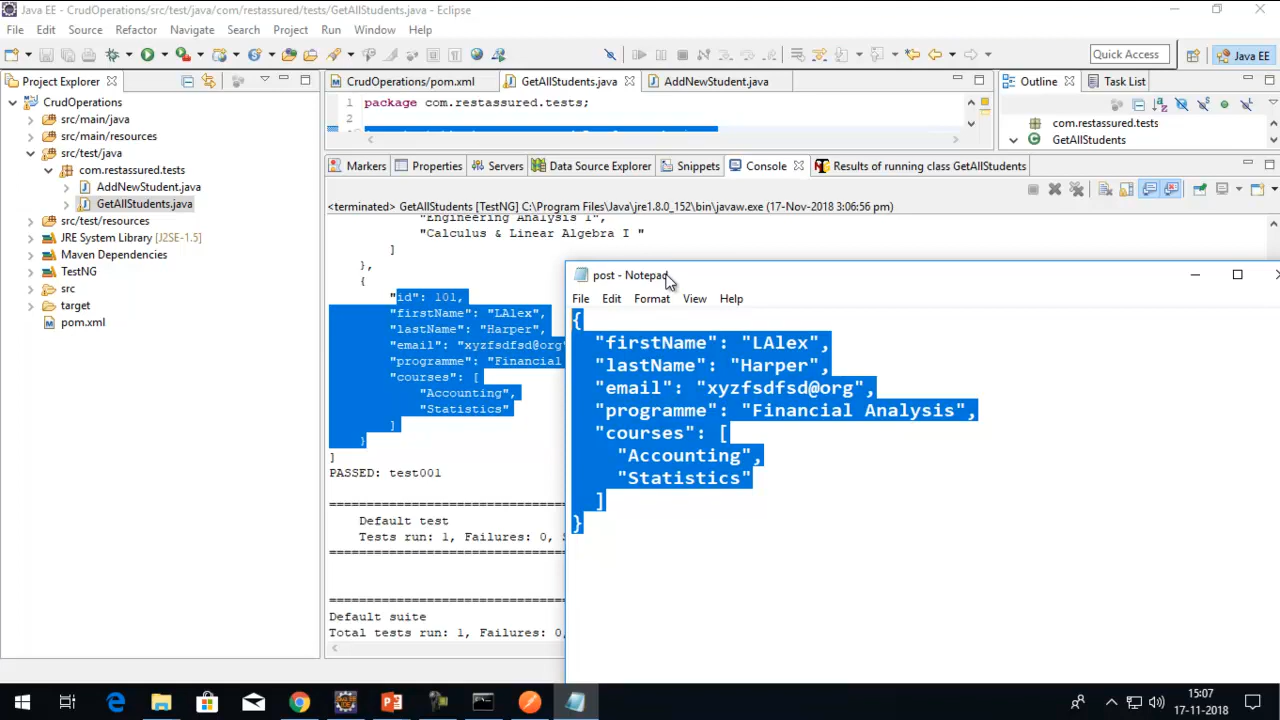 Java EE - CrudOperations/src/test/java/com/restassured/tests/GetAllStudents.java - Eclipse
File Edit Source Refactor Navigate Search Project Run Window Help
Quick Access
Java EE
Project Explorer
CrudOperations
src/main/java
src/main/resources
src/test/java
com.restassured.tests
AddNewStudent.java
GetAllStudents.java
src/test/resources
JRE System Library [J2SE-1.5]
Maven Dependencies
TestNG
src
target
pom.xml
CrudOperations/pom.xml
GetAllStudents.java
AddNewStudent.java
1 package com.restassured.tests;
2
Outline
Task List
com.restassured.tests
GetAllStudents
Markers Properties Servers Data Source Explorer Snippets Console Results of running class GetAllStudents
<terminated> GetAllStudents [TestNG] C:\Program Files\Java\jre1.8.0_152\bin\javaw.exe (17-Nov-2018 3:06:56 pm)
"Engineering Analysis I",
"Calculus & Linear Algebra I "
]
},
{
"id": 101,
"firstName": "LAlex",
"lastName": "Harper",
"email": "xyzfsdfsd@org"
"programme": "Financial
"courses": [
"Accounting",
"Statistics"
]
}
]
PASSED: test001
===============================================
Default test
Tests run: 1, Failures: 0, S
===============================================
===============================================
Default suite
Total tests run: 1, Failures: 0,
post - Notepad
File Edit Format View Help
{
"firstName": "LAlex",
"lastName": "Harper",
"email": "xyzfsdfsd@org",
"programme": "Financial Analysis",
"courses": [
"Accounting",
"Statistics"
]
}
15:07
17-11-2018